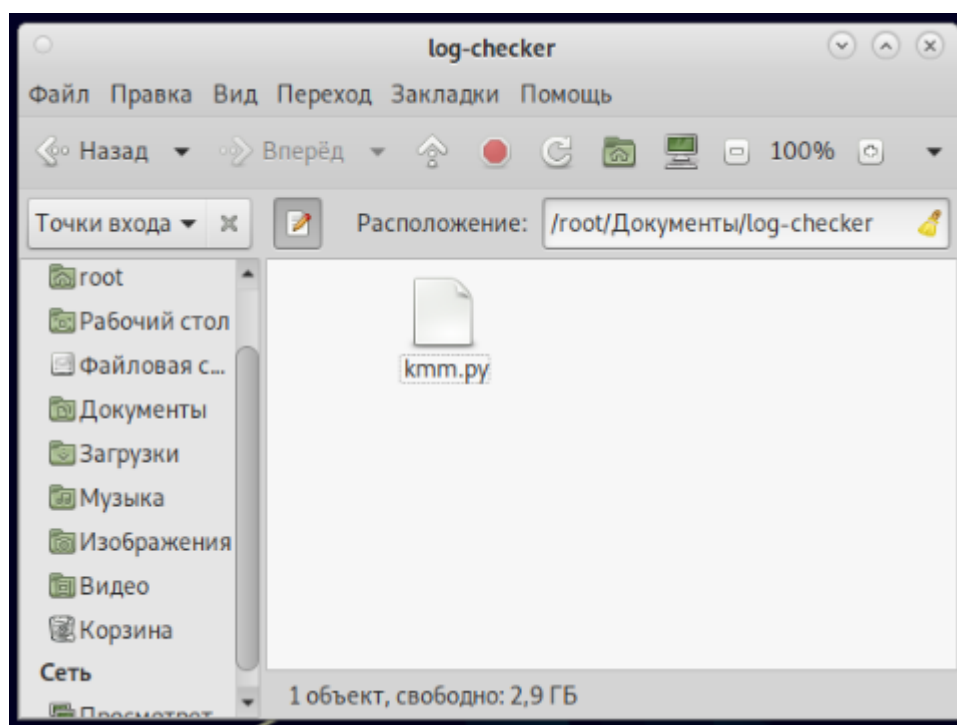 log-checker
Файл Правка Вид Переход Закладки Помощь
Назад Вперёд 100%
Точки входа Расположение: /root/Документы/log-checker
root
Рабочий стол
Файловая с...
Документы
Загрузки
Музыка
Изображения
Видео
Корзина
Сеть
kmm.py
1 объект, свободно: 2,9 ГБ